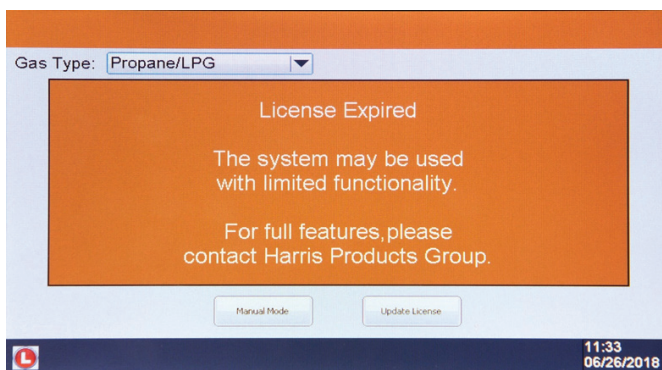 Gas Type: Propane/LPG
License Expired
The system may be used
with limited functionality.
For full features,please
contact Harris Products Group.
Manual Mode
Update License
L
11:33
06/26/2018